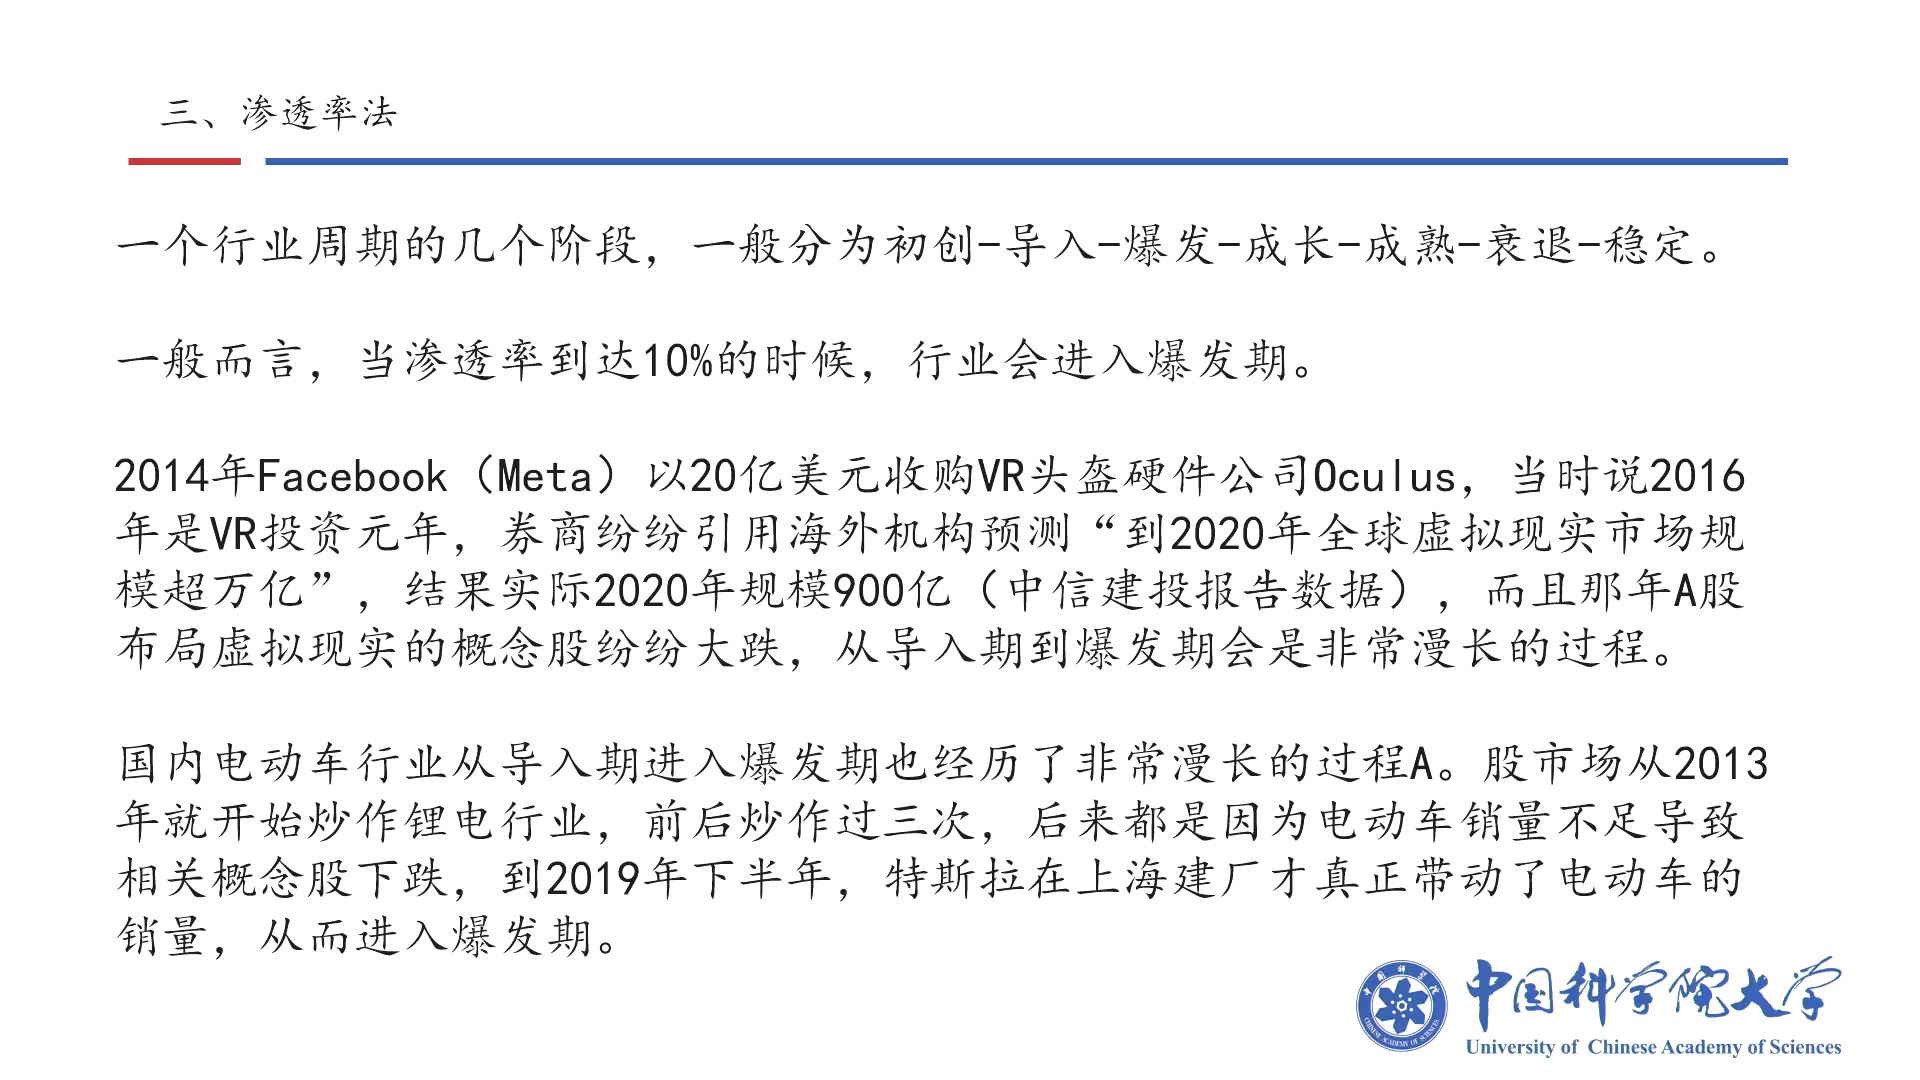 三、渗透率法
一个行业周期的几个阶段，一般分为初创-导入-爆发-成长-成熟-衰退-稳定。
一般而言，当渗透率到达10%的时候，行业会进入爆发期。
2014年Facebook（Meta）以20亿美元收购VR头盔硬件公司Oculus，当时说2016
年是VR投资元年，券商纷纷引用海外机构预测“到2020年全球虚拟现实市场规
模超万亿”，结果实际2020年规模900亿（中信建投报告数据），而且那年A股
布局虚拟现实的概念股纷纷大跌，从导入期到爆发期会是非常漫长的过程。
国内电动车行业从导入期进入爆发期也经历了非常漫长的过程A。股市场从2013
年就开始炒作锂电行业，前后炒作过三次，后来都是因为电动车销量不足导致
相关概念股下跌，到2019年下半年，特斯拉在上海建厂才真正带动了电动车的
销量，从而进入爆发期。
中国科学院
CHINESE ACADEMY OF SCIENCES
中国科学院大学
University of Chinese Academy of Sciences